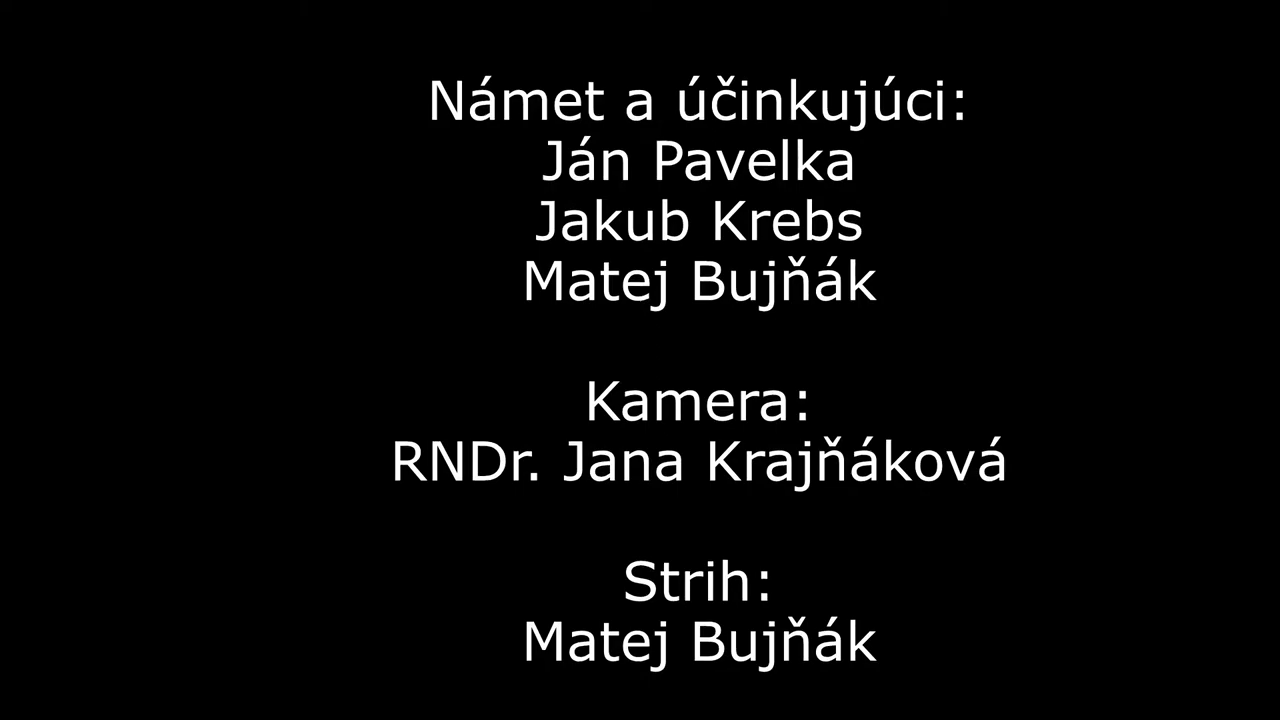 Námet a účinkujúci:
Ján Pavelka
Jakub Krebs
Matej Bujňák
Kamera:
RNDr. Jana Krajňáková
Strih:
Matej Bujňák